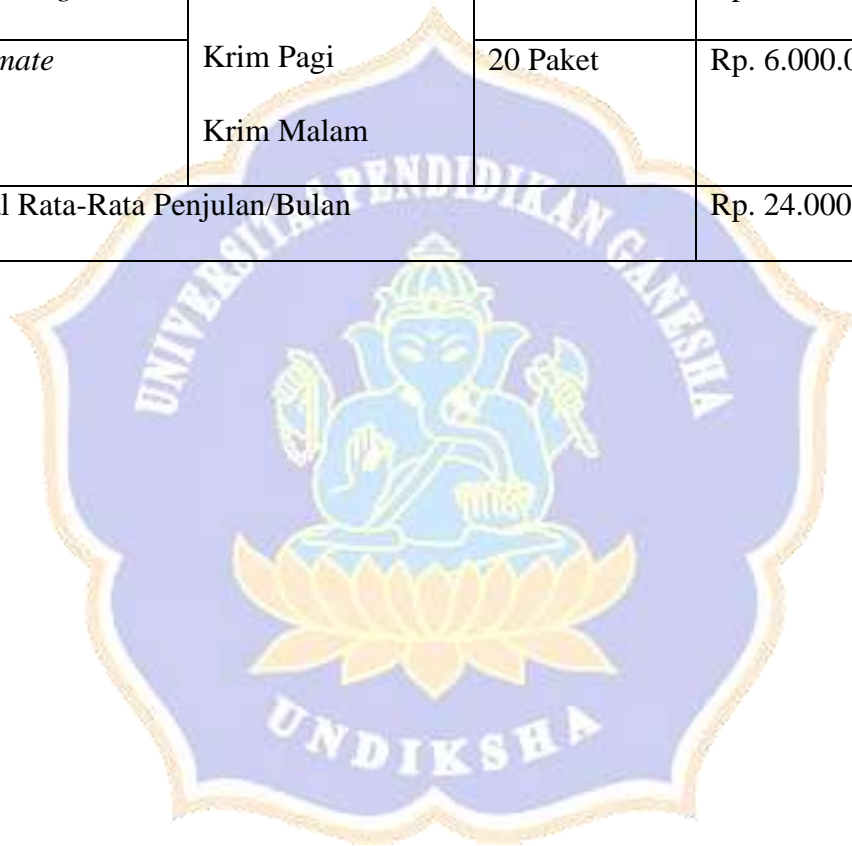 Krim Pagi 20 Paket Rp. 6.000.0
Krim Malam
Rata-Rata Penjulan/Bulan Rp. 24.000
UNIVERSITAS PENDIDIKAN GANESHA
UNDIKSHA